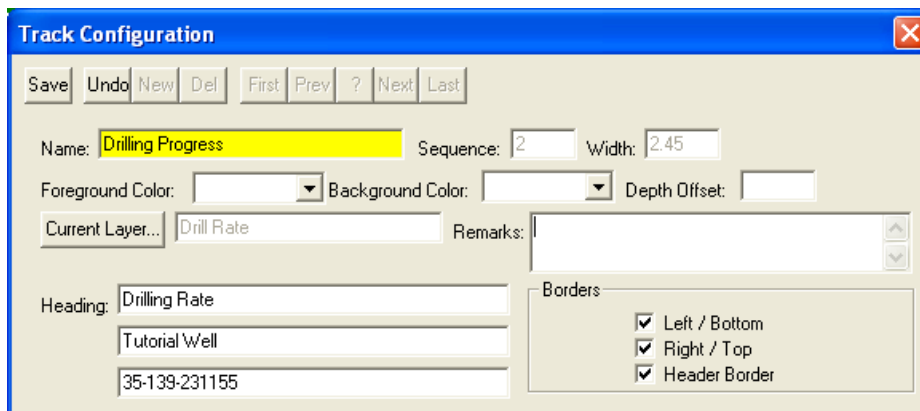 Track Configuration
Save Undo New Del First Prev ? Next Last
Name: Drilling Progress Sequence: 2 Width: 2.45
Foreground Color: Background Color: Depth Offset:
Current Layer... Drill Rate Remarks:
Heading: Drilling Rate
Tutorial Well
35-139-231155
Borders
Left / Bottom
Right / Top
Header Border